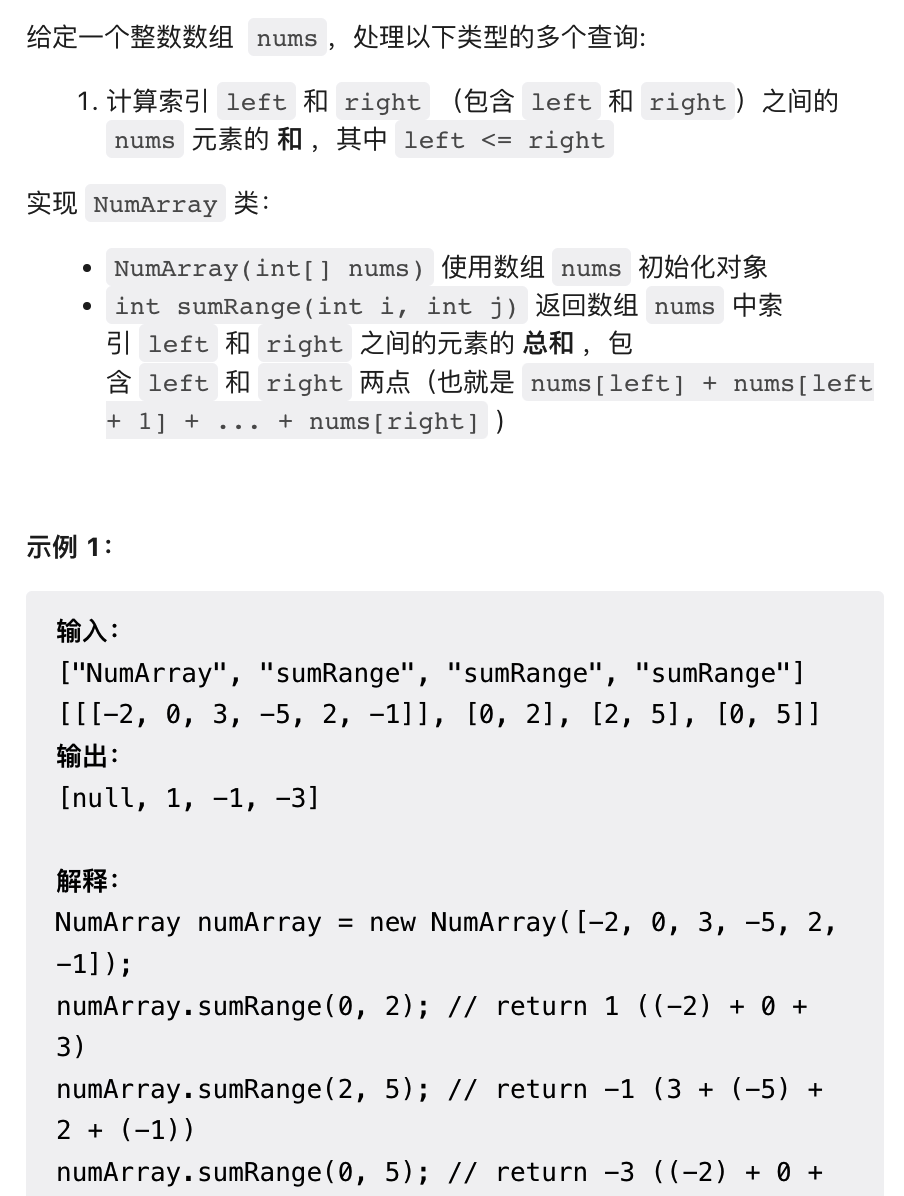 给定一个整数数组 nums，处理以下类型的多个查询:
1. 计算索引 left 和 right （包含 left 和 right）之间的
nums 元素的 和 ，其中 left <= right
实现 NumArray 类：
• NumArray(int[] nums) 使用数组 nums 初始化对象
• int sumRange(int i, int j) 返回数组 nums 中索
引 left 和 right 之间的元素的 总和 ，包
含 left 和 right 两点（也就是 nums[left] + nums[left
+ 1] + ... + nums[right] )
示例 1：
输入：
["NumArray", "sumRange", "sumRange", "sumRange"]
[[[-2, 0, 3, -5, 2, -1]], [0, 2], [2, 5], [0, 5]]
输出：
[null, 1, -1, -3]
解释：
NumArray numArray = new NumArray([-2, 0, 3, -5, 2,
-1]);
numArray.sumRange(0, 2); // return 1 ((-2) + 0 +
3)
numArray.sumRange(2, 5); // return -1 (3 + (-5) +
2 + (-1))
numArray.sumRange(0, 5); // return -3 ((-2) + 0 +